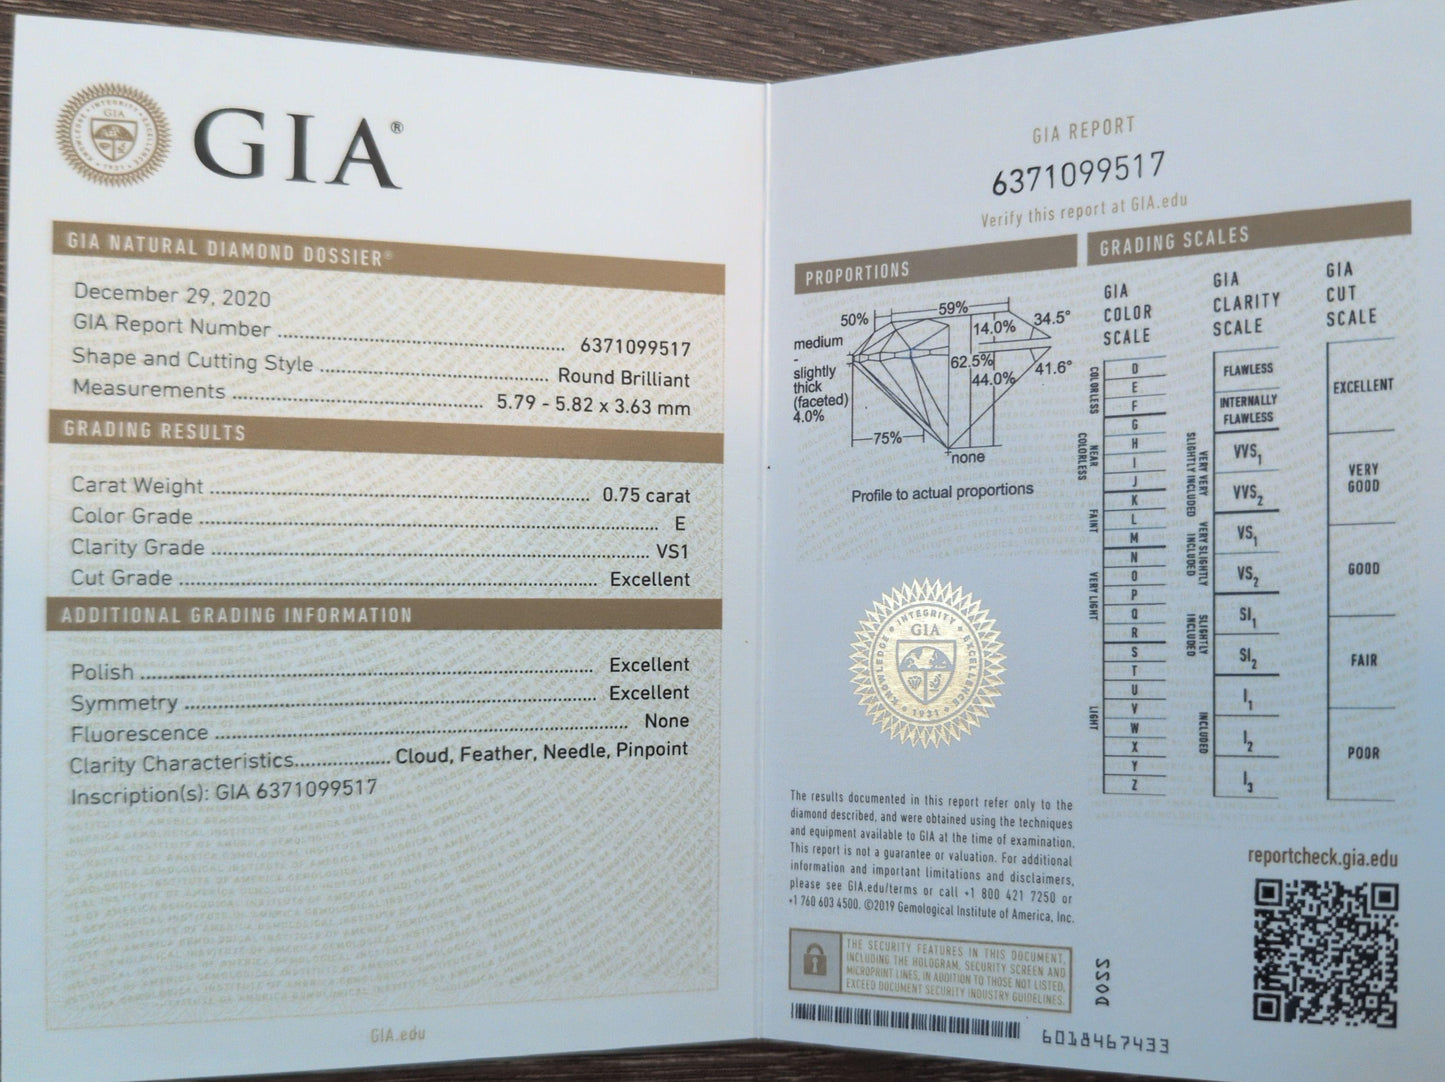 GIA®
GIA NATURAL DIAMOND DOSSIER®
December 29, 2020
GIA Report Number 6371099517
Shape and Cutting Style Round Brilliant
Measurements 5.79 - 5.82 x 3.63 mm
GRADING RESULTS
Carat Weight 0.75 carat
Color Grade E
Clarity Grade VS1
Cut Grade Excellent
ADDITIONAL GRADING INFORMATION
Polish Excellent
Symmetry Excellent
Fluorescence None
Clarity Characteristics Cloud, Feather, Needle, Pinpoint
Inscription(s): GIA 6371099517
GIA.edu
GIA REPORT
6371099517
Verify this report at GIA.edu
PROPORTIONS
50%
59%
14.0%
34.5°
medium
-
slightly
thick
(faceted)
4.0%
62.5%
44.0%
41.6°
75%
none
Profile to actual proportions
INTEGRITY
GIA
KNOWLEDGE
EXCELLENCE
1931
The results documented in this report refer only to the
diamond described, and were obtained using the techniques
and equipment available to GIA at the time of examination.
This report is not a guarantee or valuation. For additional
information and important limitations and disclaimers,
please see GIA.edu/terms or call +1 800 421 7250 or
+1 760 603 4500. ©2019 Gemological Institute of America, Inc.
THE SECURITY FEATURES IN THIS DOCUMENT,
INCLUDING THE HOLOGRAM, SECURITY SCREEN AND
MICROPRINT LINES, IN ADDITION TO THOSE NOT LISTED,
EXCEED DOCUMENT SECURITY INDUSTRY GUIDELINES.
DOSS
6018467433
GRADING SCALES
GIA
COLOR
SCALE
COLORLESS
D
E
F
NEAR
COLORLESS
G
H
I
J
FAINT
K
L
M
VERY LIGHT
N
O
P
Q
R
LIGHT
S
T
U
V
W
X
Y
Z
GIA
CLARITY
SCALE
FLAWLESS
INTERNALLY
FLAWLESS
VERY VERY
SLIGHTLY INCLUDED
VVS1
VVS2
VERY SLIGHTLY
INCLUDED
VS1
VS2
SLIGHTLY
INCLUDED
SI1
SI2
INCLUDED
I1
I2
I3
GIA
CUT
SCALE
EXCELLENT
VERY
GOOD
GOOD
FAIR
POOR
reportcheck.gia.edu